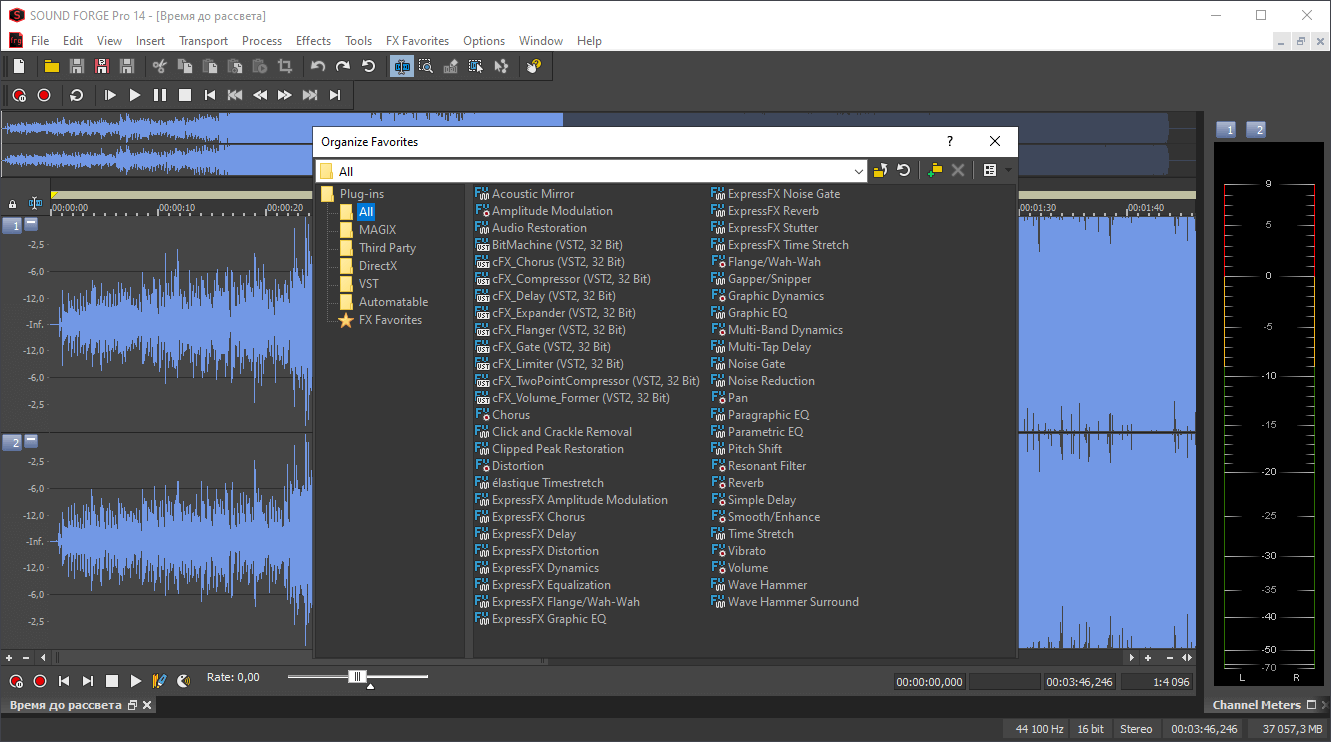 SOUND FORGE Pro 14 - [Время до рассвета]
File Edit View Insert Transport Process Effects Tools FX Favorites Options Window Help
1 2
Organize Favorites
?
All
Plug-ins
All
MAGIX
Third Party
DirectX
VST
Automatable
FX Favorites
Acoustic Mirror
Amplitude Modulation
Audio Restoration
BitMachine (VST2, 32 Bit)
cFX_Chorus (VST2, 32 Bit)
cFX_Compressor (VST2, 32 Bit)
cFX_Delay (VST2, 32 Bit)
cFX_Expander (VST2, 32 Bit)
cFX_Flanger (VST2, 32 Bit)
cFX_Gate (VST2, 32 Bit)
cFX_Limiter (VST2, 32 Bit)
cFX_TwoPointCompressor (VST2, 32 Bit)
cFX_Volume_Former (VST2, 32 Bit)
Chorus
Click and Crackle Removal
Clipped Peak Restoration
Distortion
élastique Timestretch
ExpressFX Amplitude Modulation
ExpressFX Chorus
ExpressFX Delay
ExpressFX Distortion
ExpressFX Dynamics
ExpressFX Equalization
ExpressFX Flange/Wah-Wah
ExpressFX Graphic EQ
ExpressFX Noise Gate
ExpressFX Reverb
ExpressFX Stutter
ExpressFX Time Stretch
Flange/Wah-Wah
Gapper/Snipper
Graphic Dynamics
Graphic EQ
Multi-Band Dynamics
Multi-Tap Delay
Noise Gate
Noise Reduction
Pan
Paragraphic EQ
Parametric EQ
Pitch Shift
Resonant Filter
Reverb
Simple Delay
Smooth/Enhance
Time Stretch
Vibrato
Volume
Wave Hammer
Wave Hammer Surround
00:00:00 00:00:10 00:00:20 00:01:30 00:01:40
1
-2,5
-6,0
-12,0
-Inf.
-12,0
-6,0
-2,5
2
-2,5
-6,0
-12,0
-Inf.
-12,0
-6,0
-2,5
9
5
0
-5
-10
-15
-20
-25
-30
-35
-40
-50
-70
L R
Rate: 0,00
00:00:00,000 00:03:46,246 1:4 096
Время до рассвета
Channel Meters
44 100 Hz 16 bit Stereo 00:03:46,246 37 057,3 MB